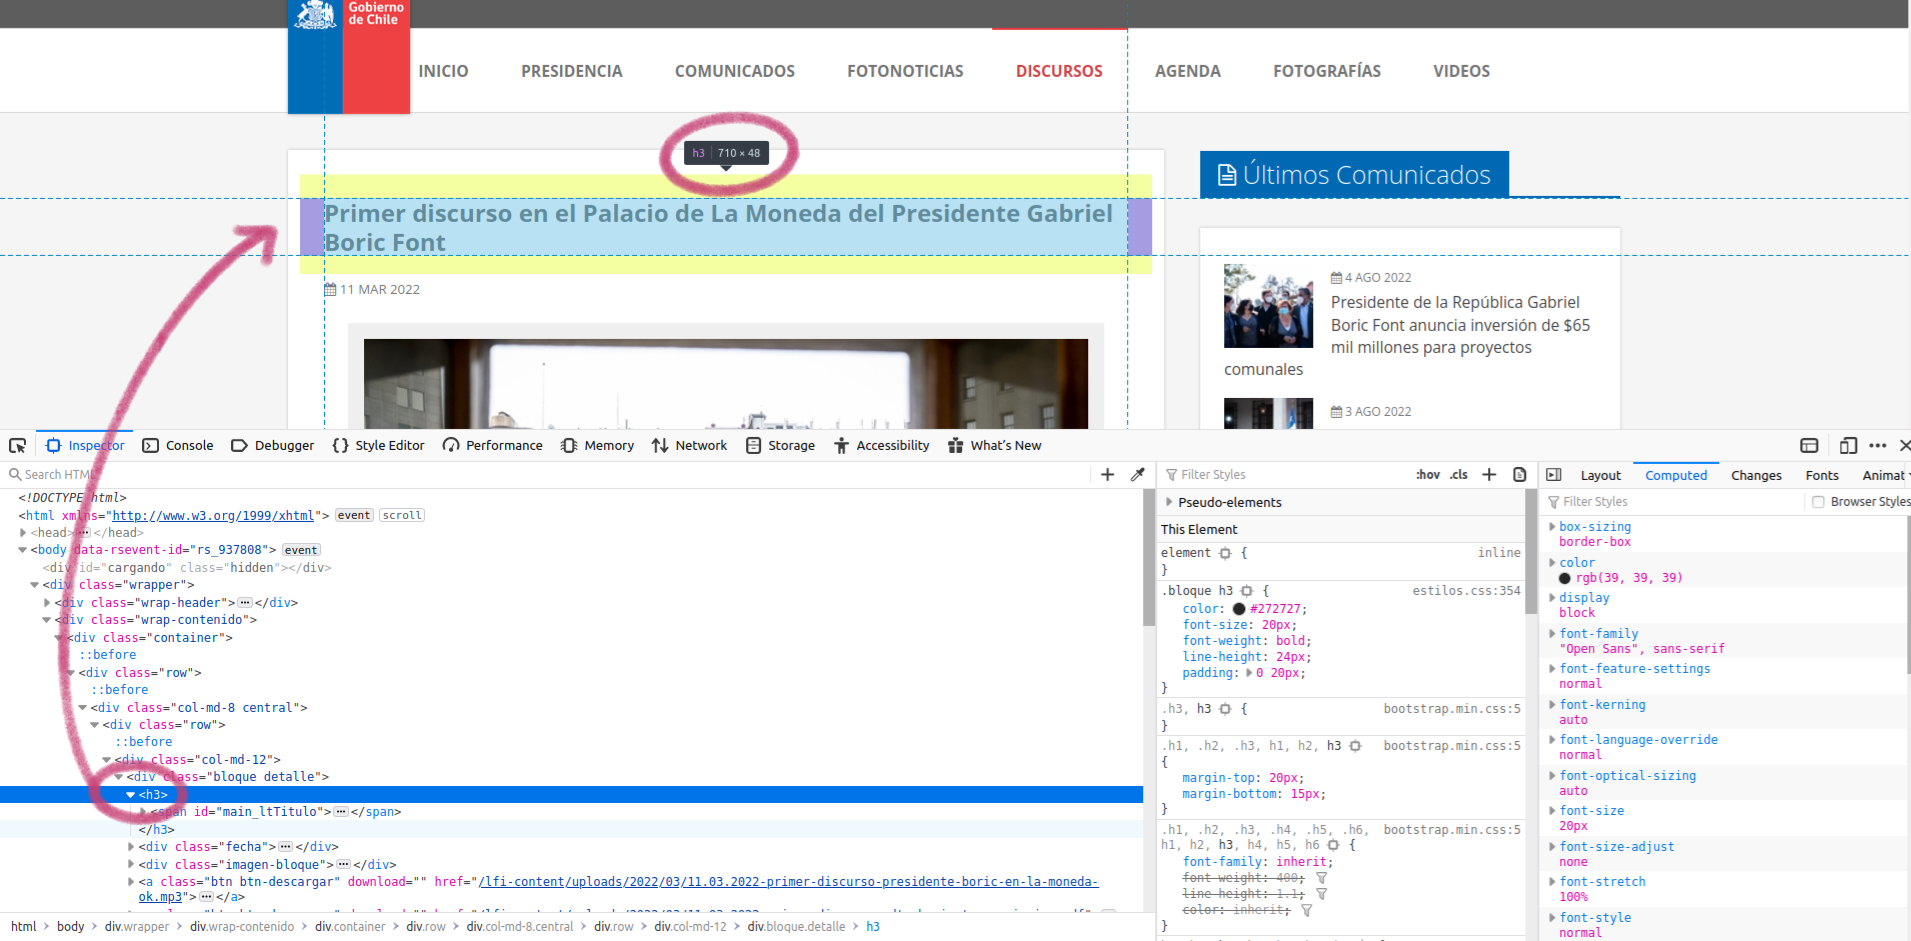 Gobierno
de Chile
INICIO PRESIDENCIA COMUNICADOS FOTONOTICIAS DISCURSOS AGENDA FOTOGRAFÍAS VIDEOS
h3 710 × 48
Primer discurso en el Palacio de La Moneda del Presidente Gabriel
Boric Font
11 MAR 2022
Últimos Comunicados
4 AGO 2022
Presidente de la República Gabriel
Boric Font anuncia inversión de $65
mil millones para proyectos
comunales
3 AGO 2022
Inspector Console Debugger Style Editor Performance Memory Network Storage Accessibility What's New
Search HTML
<!DOCTYPE html>
<html xmlns="http://www.w3.org/1999/xhtml"> event scroll
<head> ••• </head>
<body data-rsevent-id="rs_937808"> event
<div id="cargando" class="hidden"></div>
<div class="wrapper">
<div class="wrap-header"> ••• </div>
<div class="wrap-contenido">
<div class="container">
::before
<div class="row">
::before
<div class="col-md-8 central">
<div class="row">
::before
<div class="col-md-12">
<div class="bloque detalle">
<h3>
<span id="main_ltTitulo"> ••• </span>
</h3>
<div class="fecha"> ••• </div>
<div class="imagen-bloque"> ••• </div>
<a class="btn btn-descargar" download="" href="/lfi-content/uploads/2022/03/11.03.2022-primer-discurso-presidente-boric-en-la-moneda-
ok.mp3"> ••• </a>
html > body > div.wrapper > div.wrap-contenido > div.container > div.row > div.col-md-8.central > div.row > div.col-md-12 > div.bloque.detalle > h3
Filter Styles :hov .cls
Pseudo-elements
This Element
element { inline
}
.bloque h3 { estilos.css:354
color: #272727;
font-size: 20px;
font-weight: bold;
line-height: 24px;
padding: 0 20px;
}
.h3, h3 { bootstrap.min.css:5
}
.h1, .h2, .h3, h1, h2, h3 bootstrap.min.css:5
{
margin-top: 20px;
margin-bottom: 15px;
}
.h1, .h2, .h3, .h4, .h5, .h6, bootstrap.min.css:5
h1, h2, h3, h4, h5, h6 {
font-family: inherit;
font-weight: 400;
line-height: 1.1;
color: inherit;
}
Layout Computed Changes Fonts Animat
Filter Styles Browser Styles
box-sizing
border-box
color
rgb(39, 39, 39)
display
block
font-family
"Open Sans", sans-serif
font-feature-settings
normal
font-kerning
auto
font-language-override
normal
font-optical-sizing
auto
font-size
20px
font-size-adjust
none
font-stretch
100%
font-style
normal